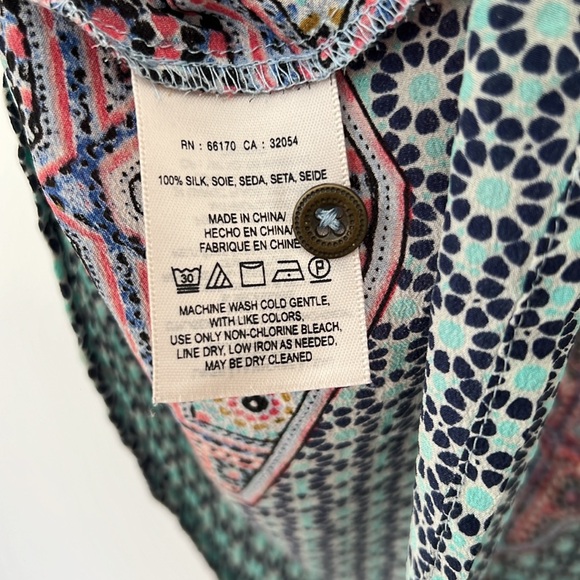 RN : 66170 CA : 32054
100% SILK, SOIE, SEDA, SETA, SEIDE
MADE IN CHINA/
HECHO EN CHINA/
FABRIQUE EN CHINE
30 P
MACHINE WASH COLD GENTLE,
WITH LIKE COLORS,
USE ONLY NON-CHLORINE BLEACH,
LINE DRY, LOW IRON AS NEEDED,
MAY BE DRY CLEANED